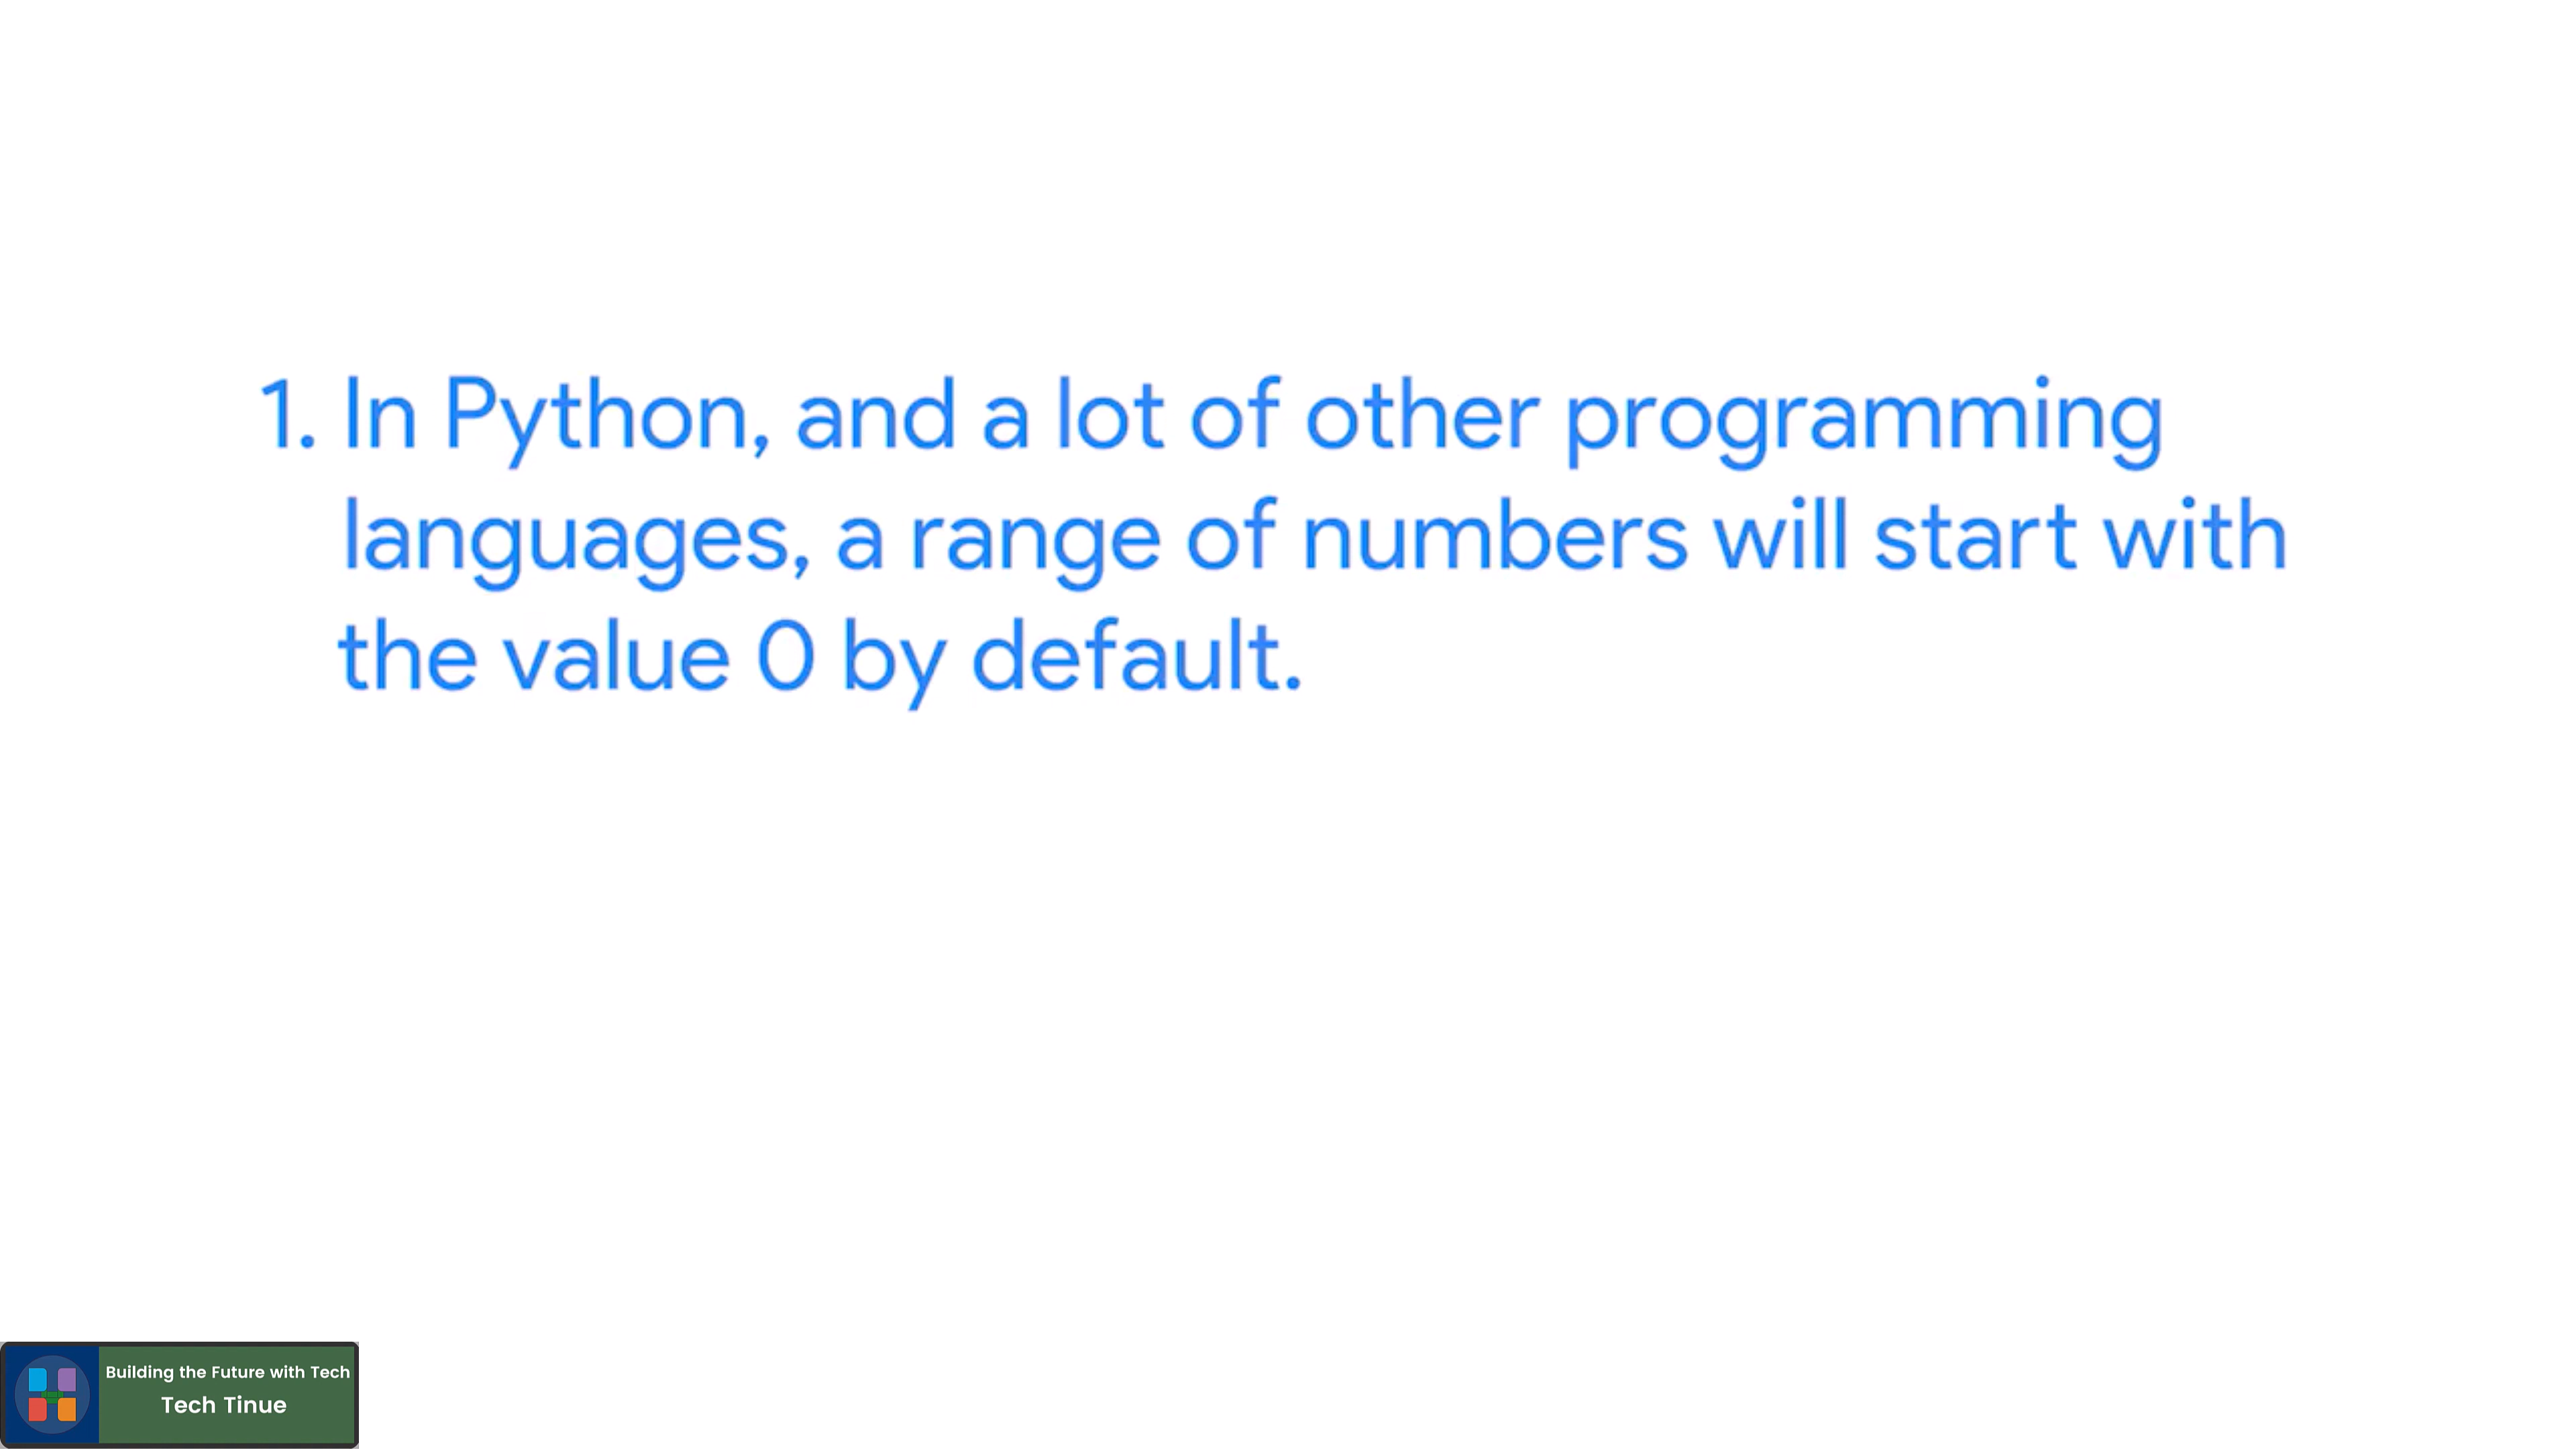 1. In Python, and a lot of other programming
languages, a range of numbers will start with
the value 0 by default.
Building the Future with Tech
Tech Tinue